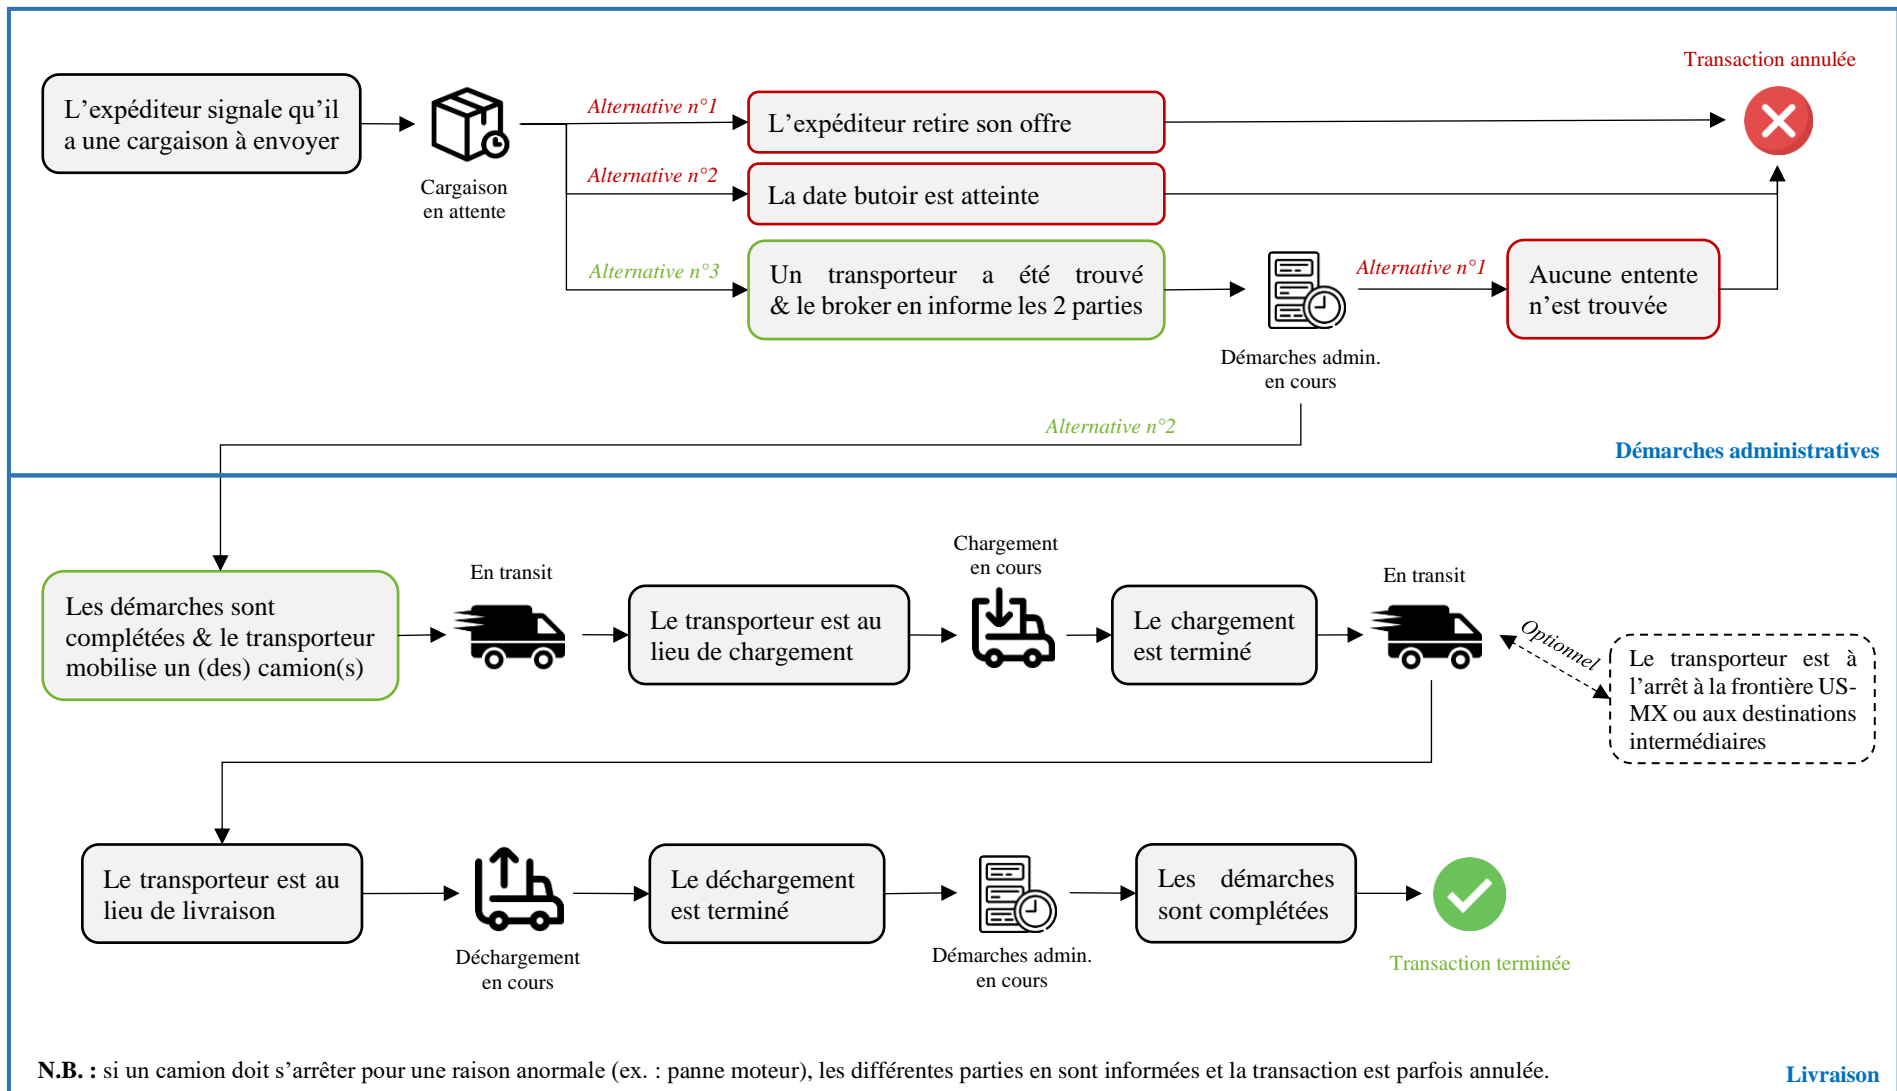 Transaction annulée
L’expéditeur signale qu’il
a une cargaison à envoyer
Cargaison
en attente
Alternative n°1
L’expéditeur retire son offre
Alternative n°2
La date butoir est atteinte
Alternative n°3
Un transporteur a été trouvé
& le broker en informe les 2 parties
Démarches admin.
en cours
Alternative n°1
Aucune entente
n’est trouvée
Alternative n°2
Démarches administratives
Les démarches sont
complétées & le transporteur
mobilise un (des) camion(s)
En transit
Le transporteur est au
lieu de chargement
Chargement
en cours
Le chargement
est terminé
En transit
Optionnel
Le transporteur est à
l’arrêt à la frontière US-
MX ou aux destinations
intermédiaires
Le transporteur est au
lieu de livraison
Déchargement
en cours
Le déchargement
est terminé
Démarches admin.
en cours
Les démarches
sont complétées
Transaction terminée
N.B. : si un camion doit s’arrêter pour une raison anormale (ex. : panne moteur), les différentes parties en sont informées et la transaction est parfois annulée.
Livraison